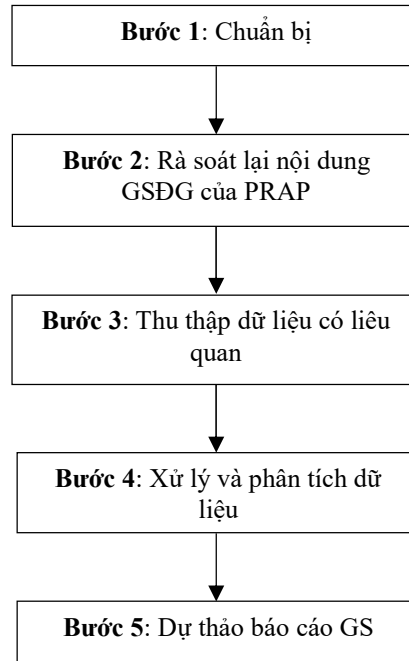 Bước 1: Chuẩn bị
Bước 2: Rà soát lại nội dung
GSĐG của PRAP
Bước 3: Thu thập dữ liệu có liêu
quan
Bước 4: Xử lý và phân tích dữ
liệu
Bước 5: Dự thảo báo cáo GS